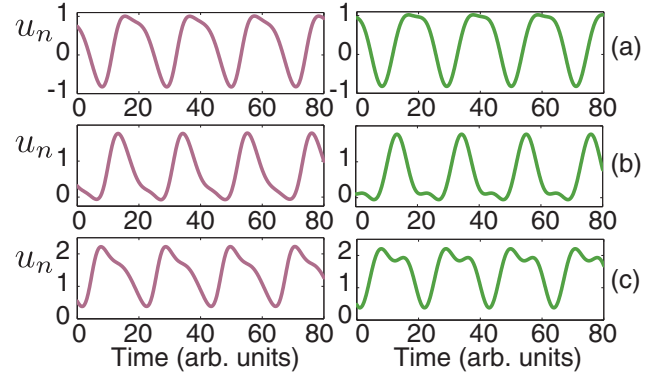 1 1
u_n 0 0 (a)
-1 -1
0 20 40 60 80 0 20 40 60 80
u_n 1 1 (b)
0 0
0 20 40 60 80 0 20 40 60 80
2 2
u_n 1 1 (c)
0 0
0 20 40 60 80 0 20 40 60 80
Time (arb. units) Time (arb. units)